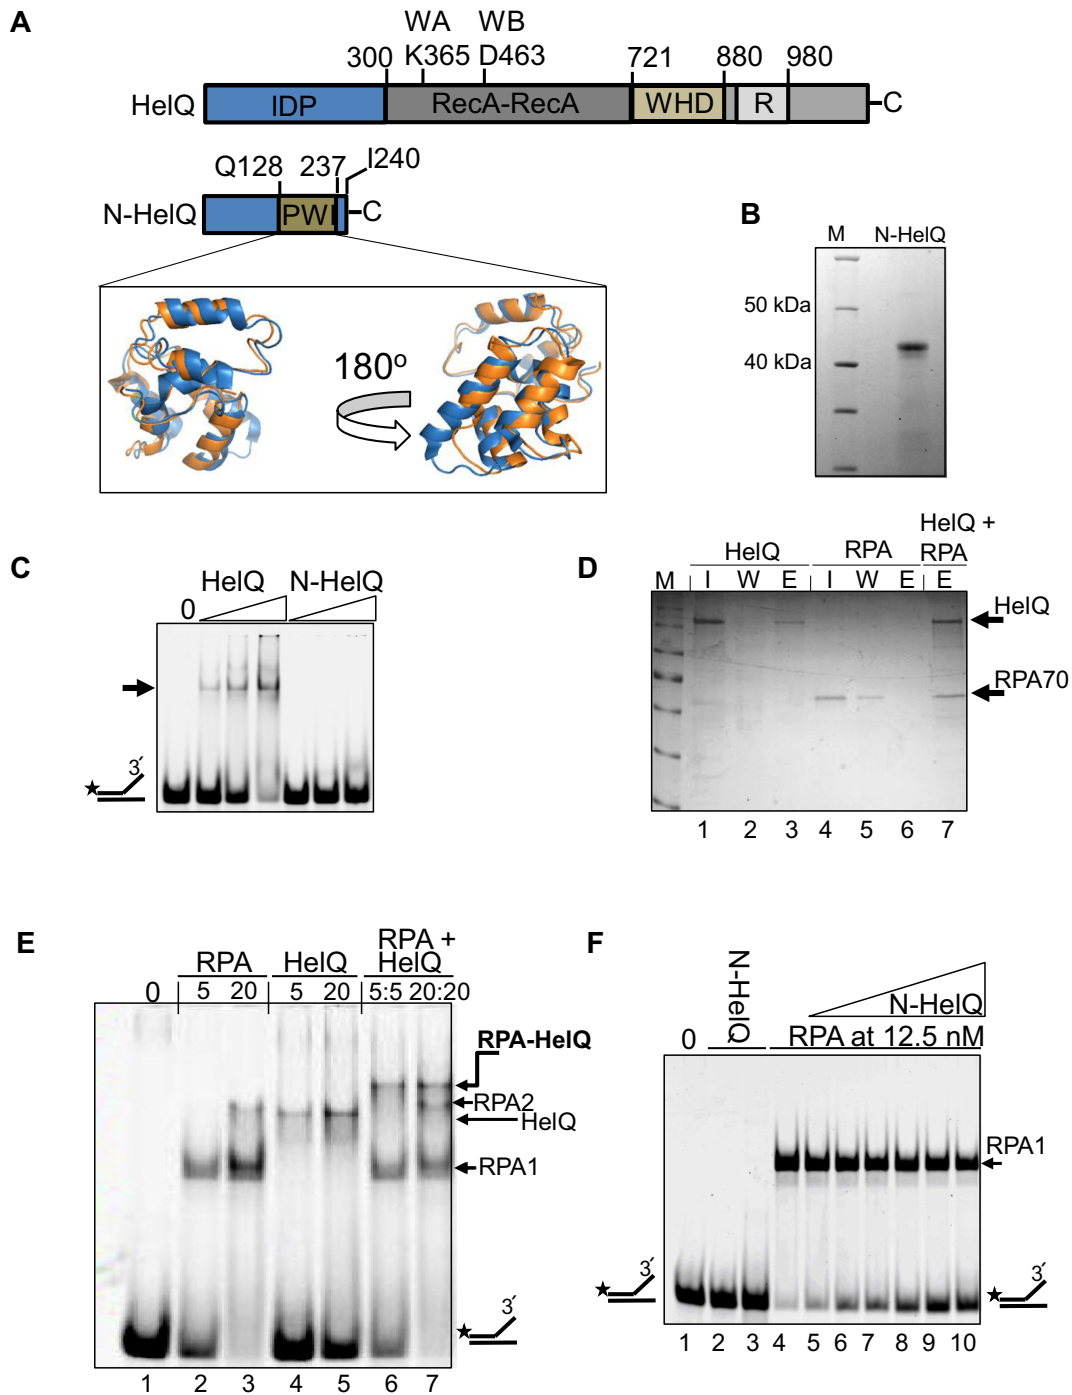 A
WA WB
300 K365 D463 721 880 980
HelQ IDP RecA-RecA WHD R C
Q128 237 I240
N-HelQ PWI C
180º
B
M N-HelQ
50 kDa
40 kDa
C
HelQ N-HelQ
0
3´
D
HelQ RPA HelQ + RPA
M I W E I W E E
HelQ
RPA70
1 2 3 4 5 6 7
E
RPA HelQ RPA + HelQ
0 5 20 5 20 5:5 20:20
RPA-HelQ
RPA2
HelQ
RPA1
3´
1 2 3 4 5 6 7
F
N-HelQ
N-HelQ
0 RPA at 12.5 nM
RPA1
3´
3´
1 2 3 4 5 6 7 8 9 10